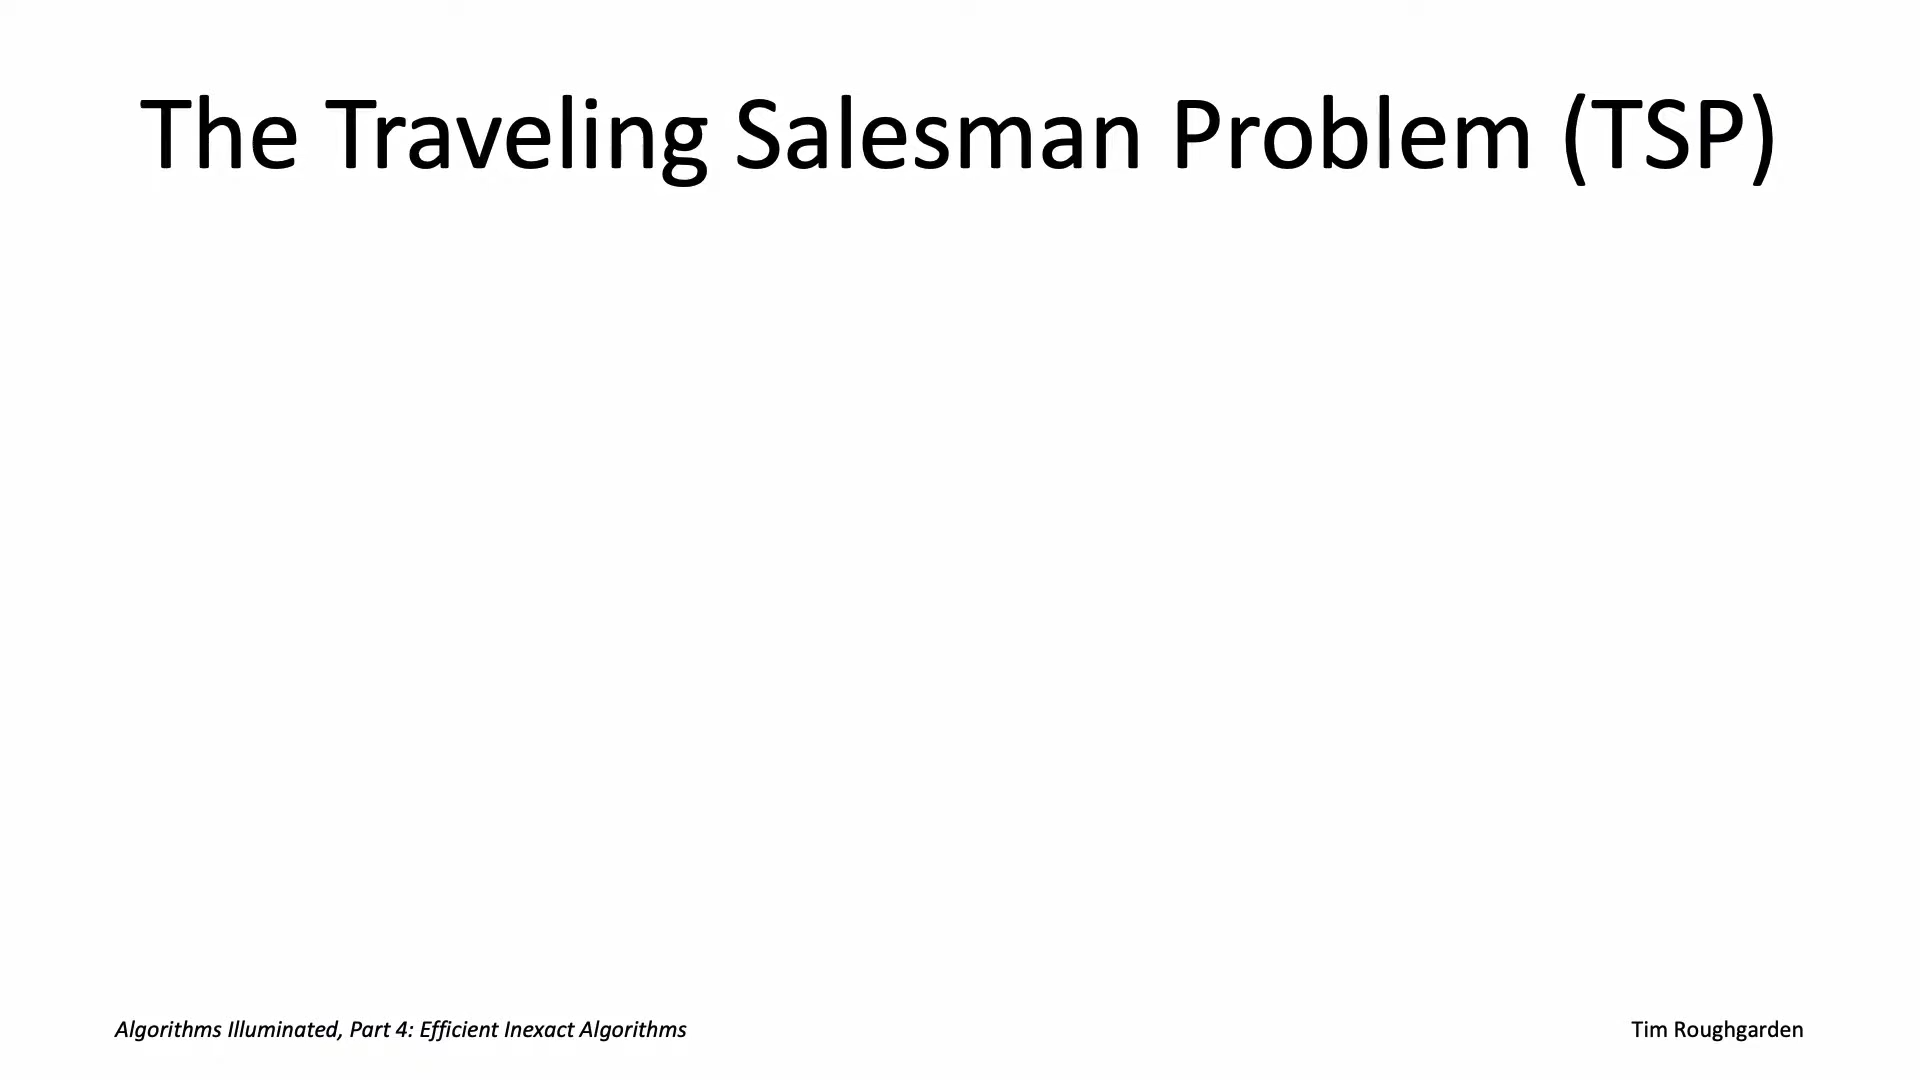 The Traveling Salesman Problem (TSP)
Algorithms Illuminated, Part 4: Efficient Inexact Algorithms
Tim Roughgarden